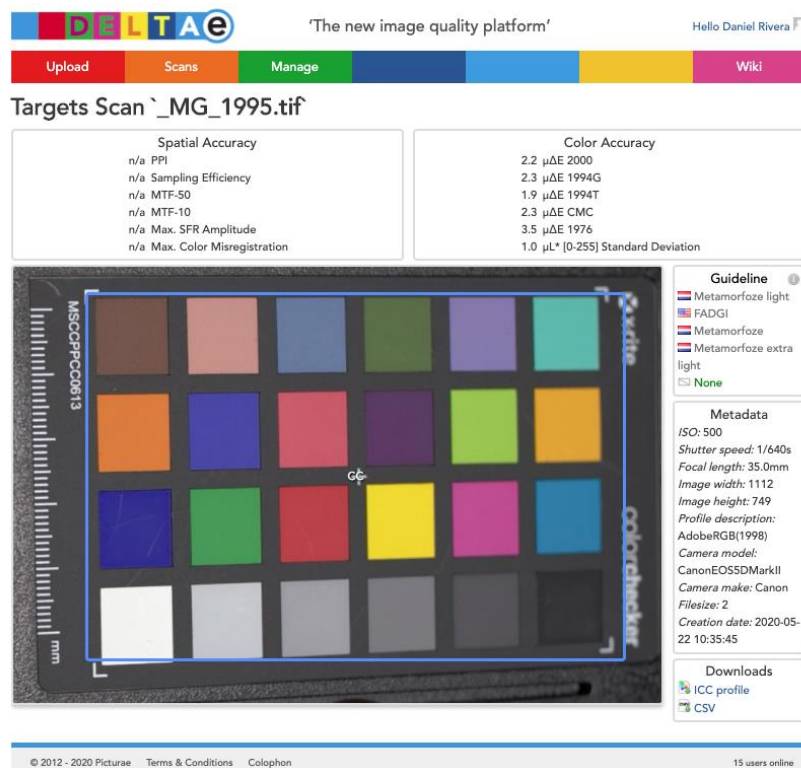 DELTAE
'The new image quality platform'
Hello Daniel Rivera
Upload
Scans
Manage
Wiki
Targets Scan `_MG_1995.tif`
Spatial Accuracy
n/a PPI
n/a Sampling Efficiency
n/a MTF-50
n/a MTF-10
n/a Max. SFR Amplitude
n/a Max. Color Misregistration
Color Accuracy
2.2 μΔE 2000
2.3 μΔE 1994G
1.9 μΔE 1994T
2.3 μΔE CMC
3.5 μΔE 1976
1.0 μL* [0-255] Standard Deviation
MSCCPPCC0613
mm
CC
x-rite
colorchecker
Guideline
Metamorfoze light
FADGI
Metamorfoze
Metamorfoze extra
light
None
Metadata
ISO: 500
Shutter speed: 1/640s
Focal length: 35.0mm
Image width: 1112
Image height: 749
Profile description:
AdobeRGB(1998)
Camera model:
CanonEOS5DMarkII
Camera make: Canon
Filesize: 2
Creation date: 2020-05-
22 10:35:45
Downloads
ICC profile
CSV
© 2012 - 2020 Picturae Terms & Conditions Colophon
15 users online